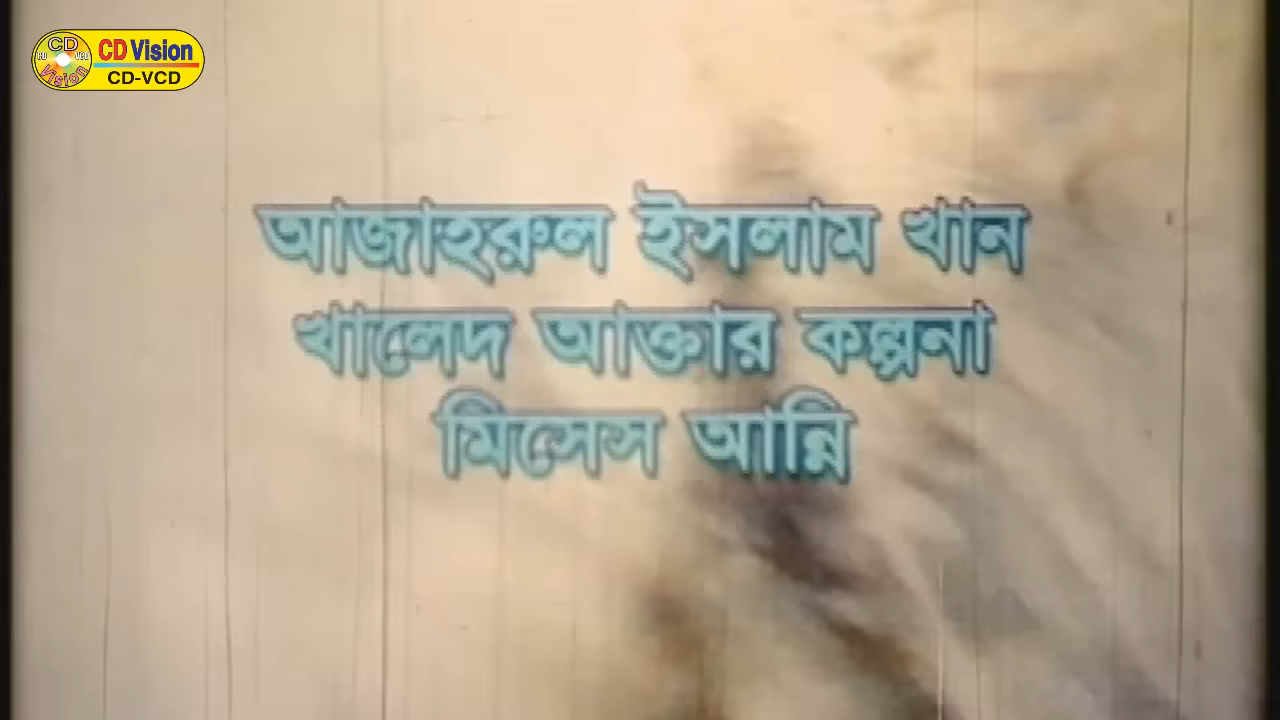 CD Vision
CD-VCD
আজাহরুল ইসলাম খান
খালেদ আক্তার কল্পনা
মিসেস আন্নি